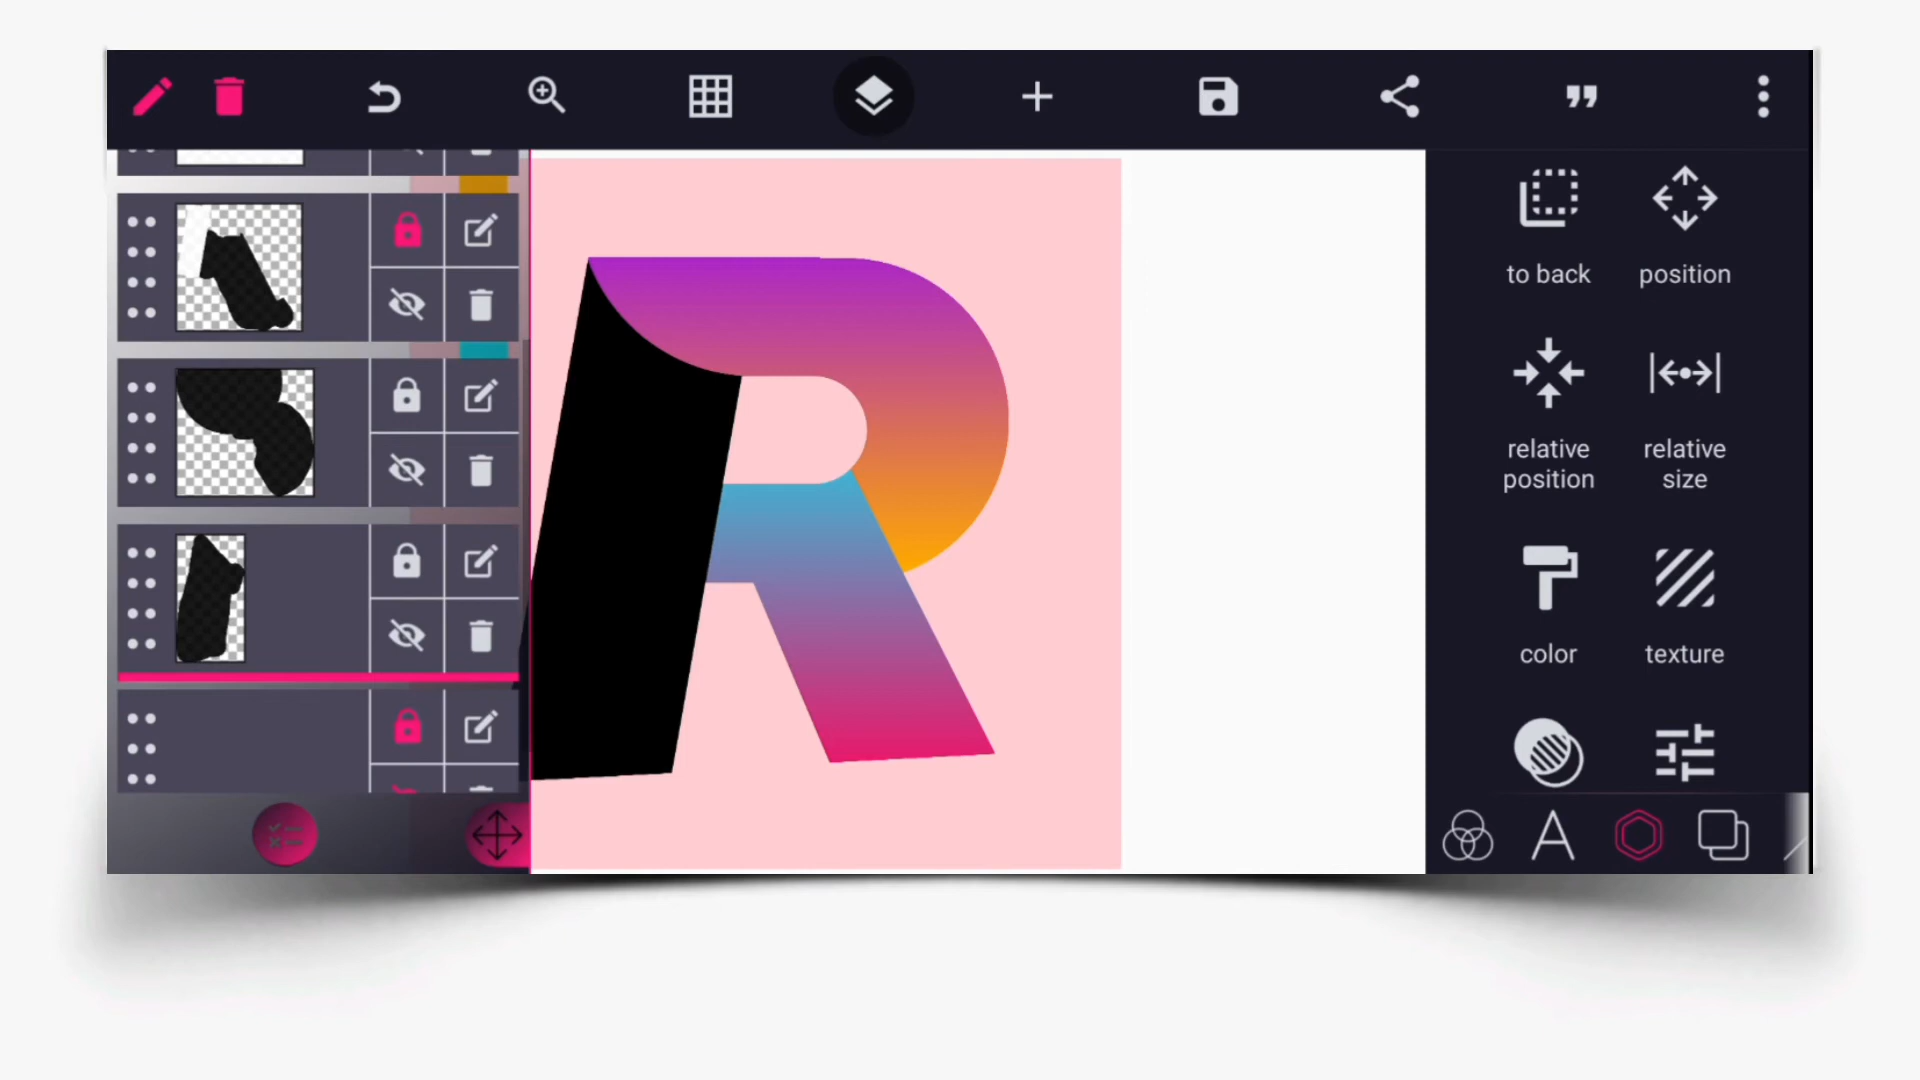 R
to back
position
relative
position
relative
size
color
texture